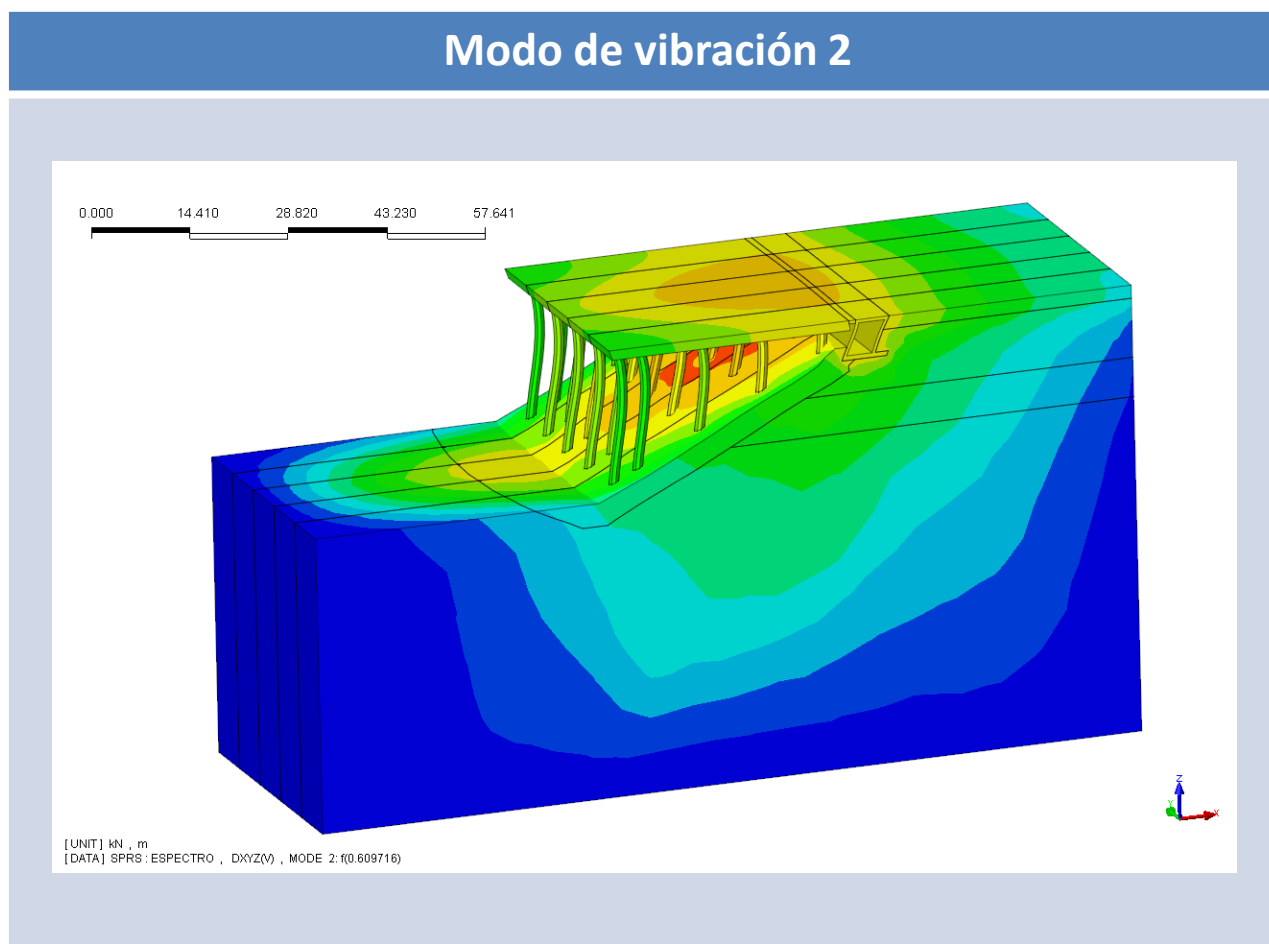 Modo de vibración 2
0.000 14.410 28.820 43.230 57.641
Z
Y
X
[UNIT] kN , m
[DATA] SPRS : ESPECTRO , DXYZ(V) , MODE 2: f(0.609716)